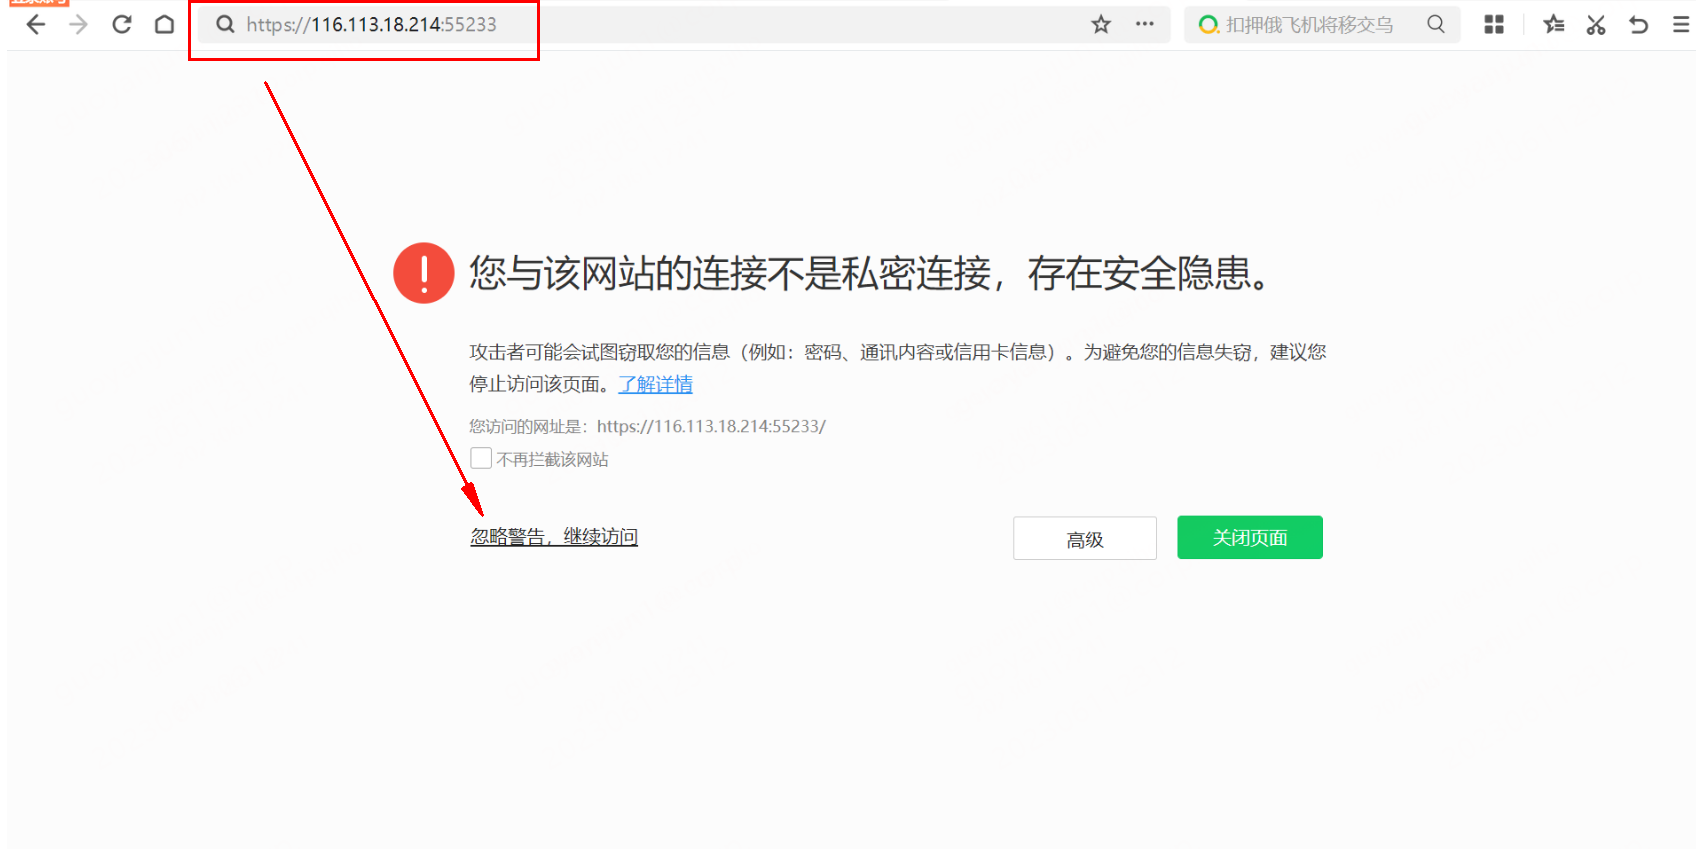 https://116.113.18.214:55233
扣押俄飞机将移交乌
您与该网站的连接不是私密连接，存在安全隐患。
攻击者可能会试图窃取您的信息（例如：密码、通讯内容或信用卡信息）。为避免您的信息失窃，建议您
停止访问该页面。了解详情
您访问的网址是：https://116.113.18.214:55233/
不再拦截该网站
忽略警告，继续访问
高级
关闭页面